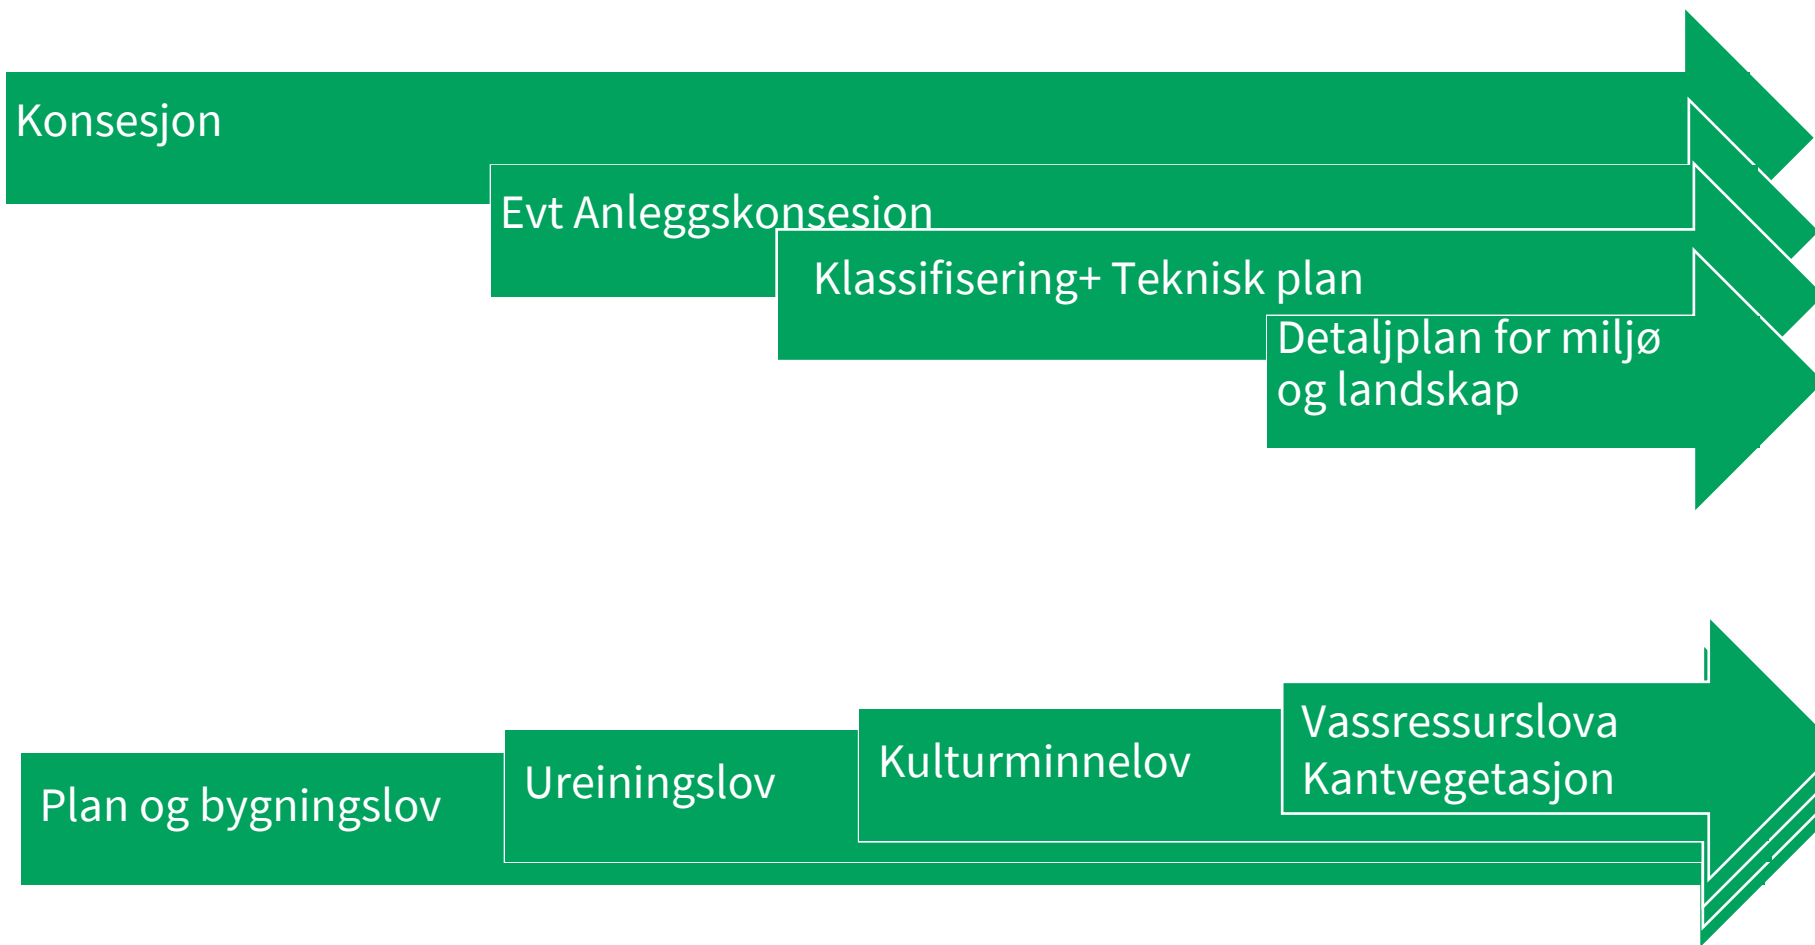 Konsesjon
Evt Anleggskonsesjon
Klassifisering+ Teknisk plan
Detaljplan for miljø
og landskap
Plan og bygningslov
Ureiningslov
Kulturminnelov
Vassressurslova
Kantvegetasjon